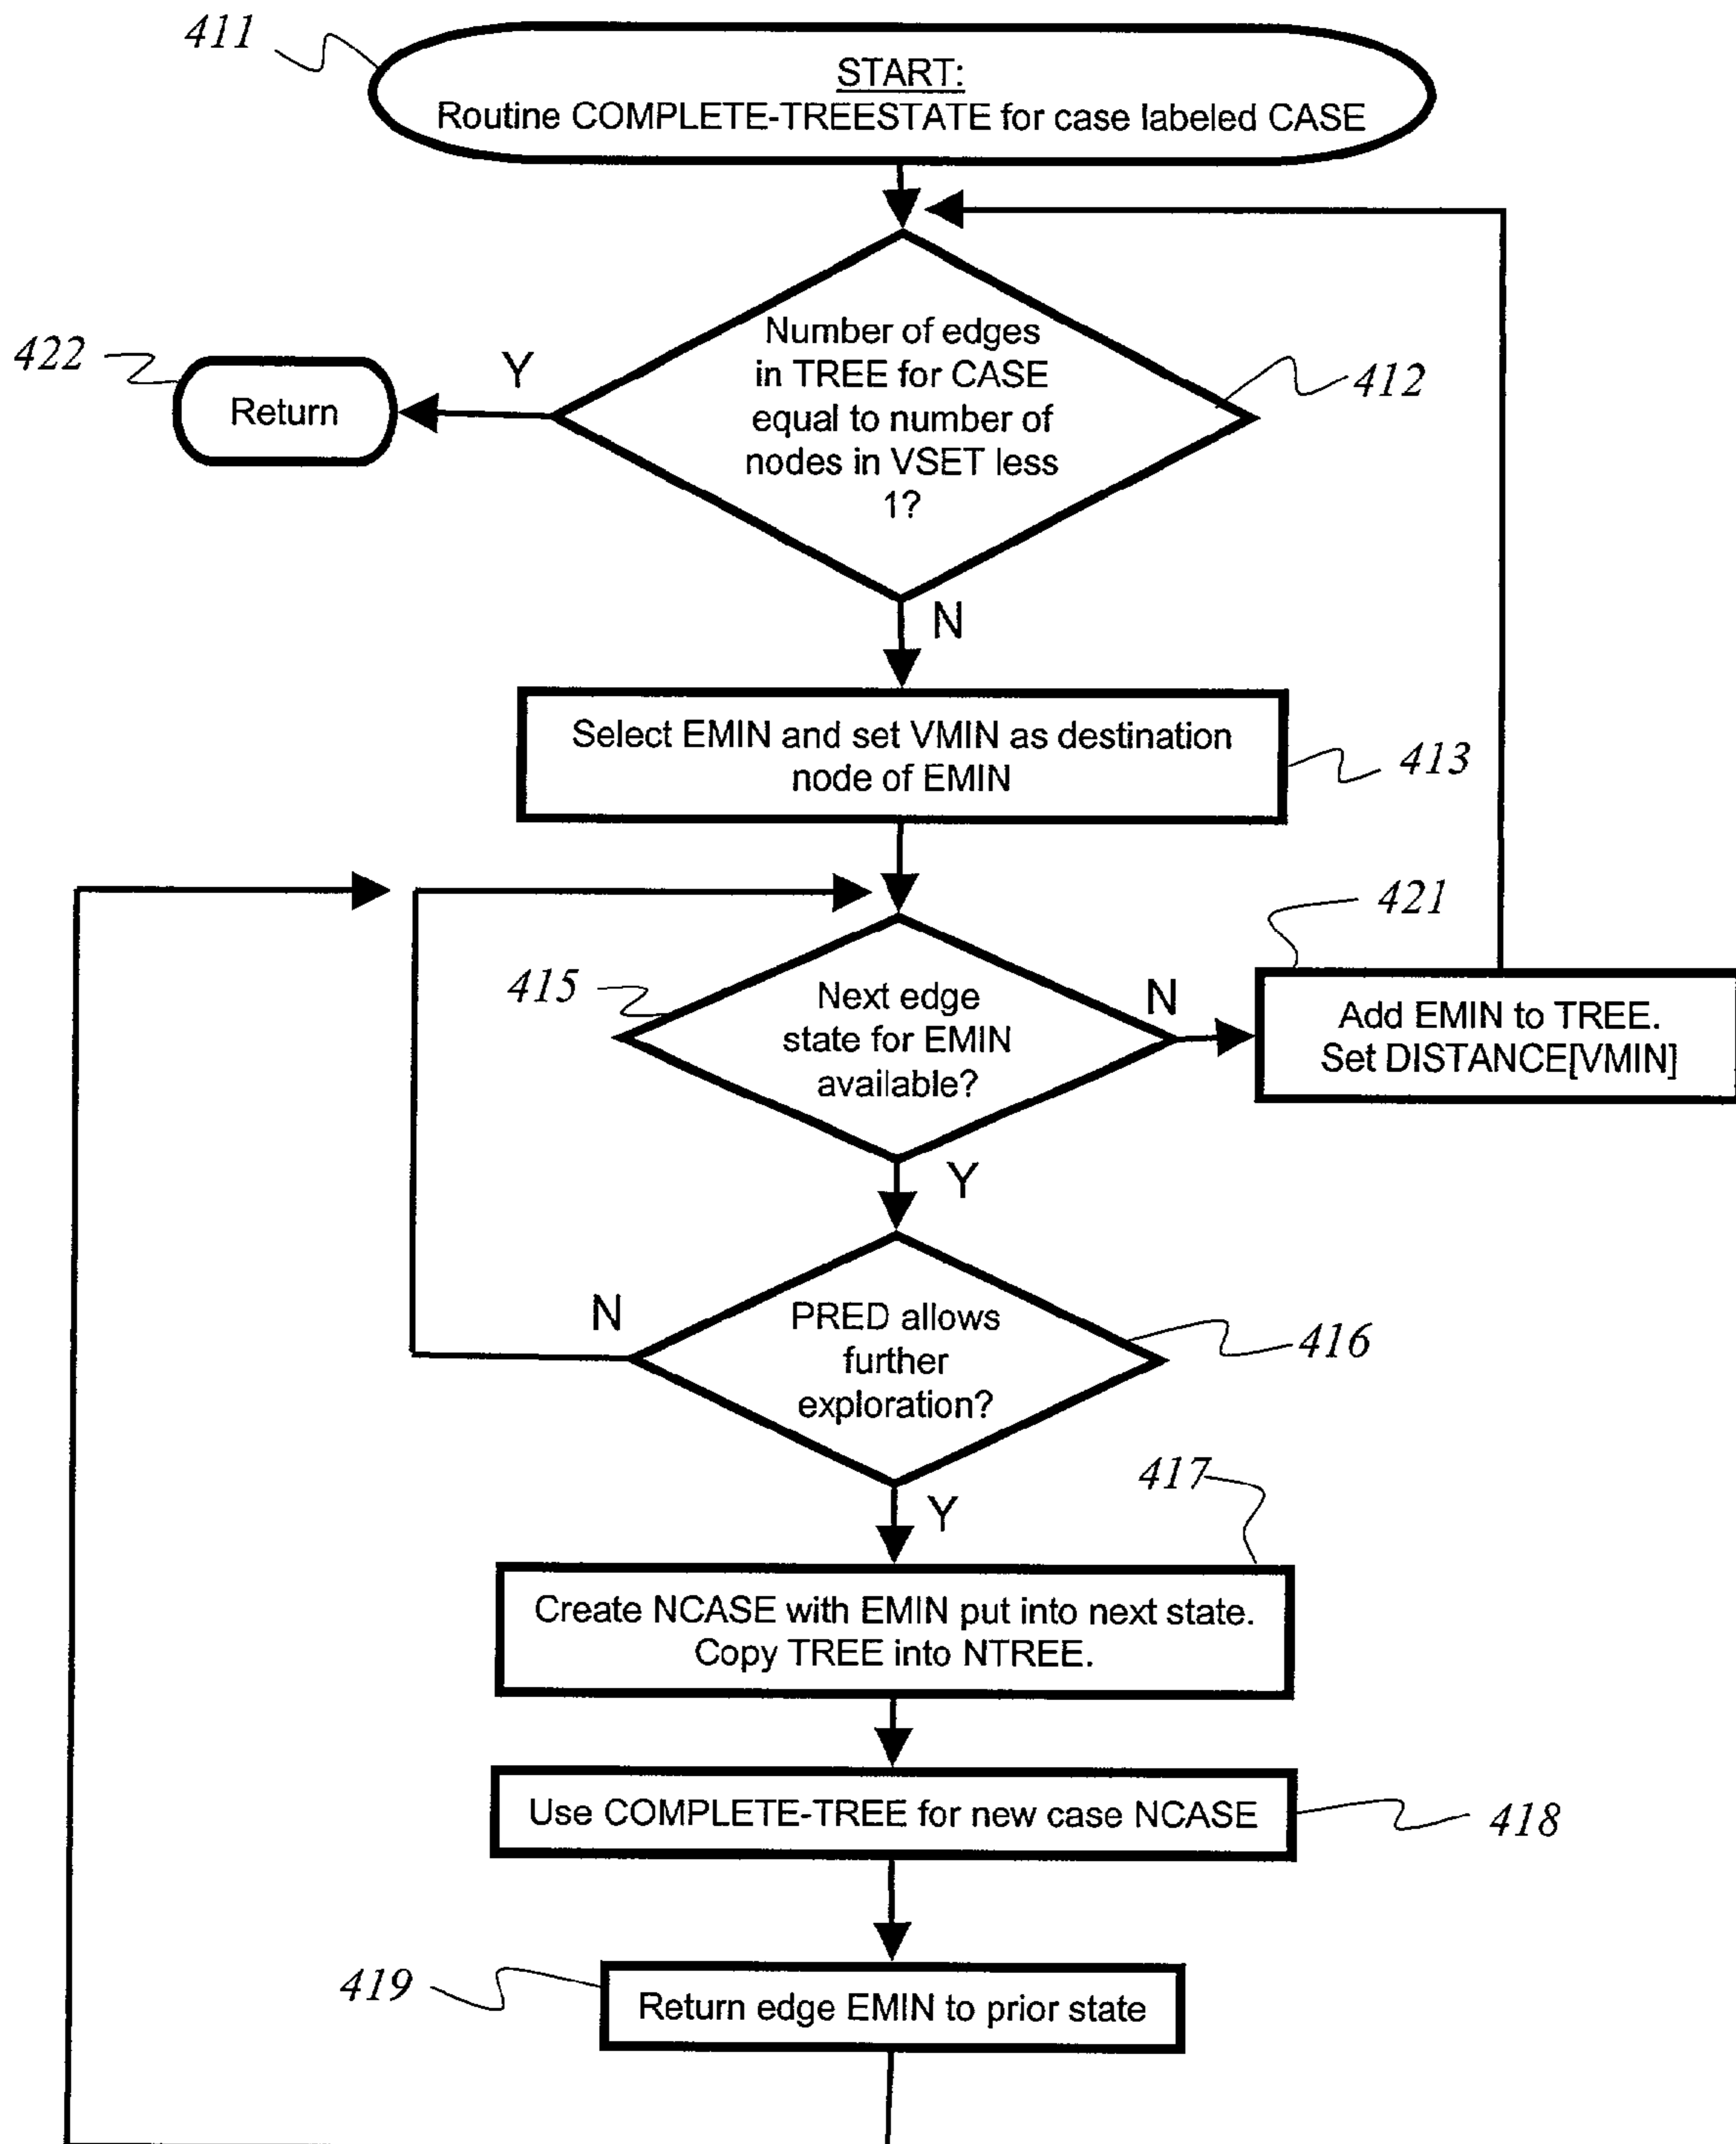 411
START:
Routine COMPLETE-TREESTATE for case labeled CASE
Number of edges
in TREE for CASE
equal to number of
nodes in VSET less
1?
412
Y
422
Return
N
Select EMIN and set VMIN as destination
node of EMIN
413
421
415
Next edge
state for EMIN
available?
N
Add EMIN to TREE.
Set DISTANCE[VMIN]
Y
N
PRED allows
further
exploration?
416
Y
417
Create NCASE with EMIN put into next state.
Copy TREE into NTREE.
Use COMPLETE-TREE for new case NCASE
418
419
Return edge EMIN to prior state